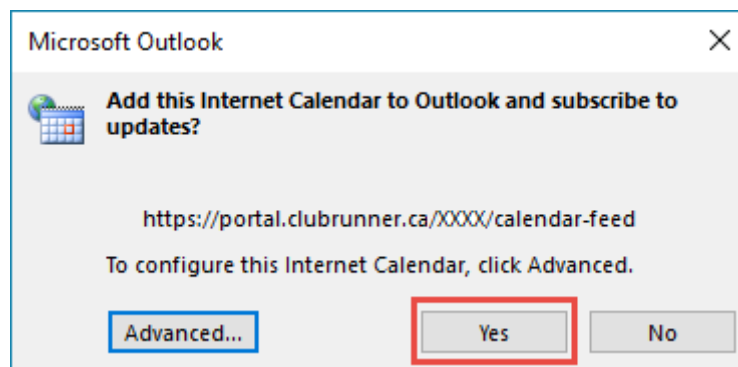 Microsoft Outlook
Add this Internet Calendar to Outlook and subscribe to
updates?
https://portal.clubrunner.ca/XXXX/calendar-feed
To configure this Internet Calendar, click Advanced.
Advanced... Yes No